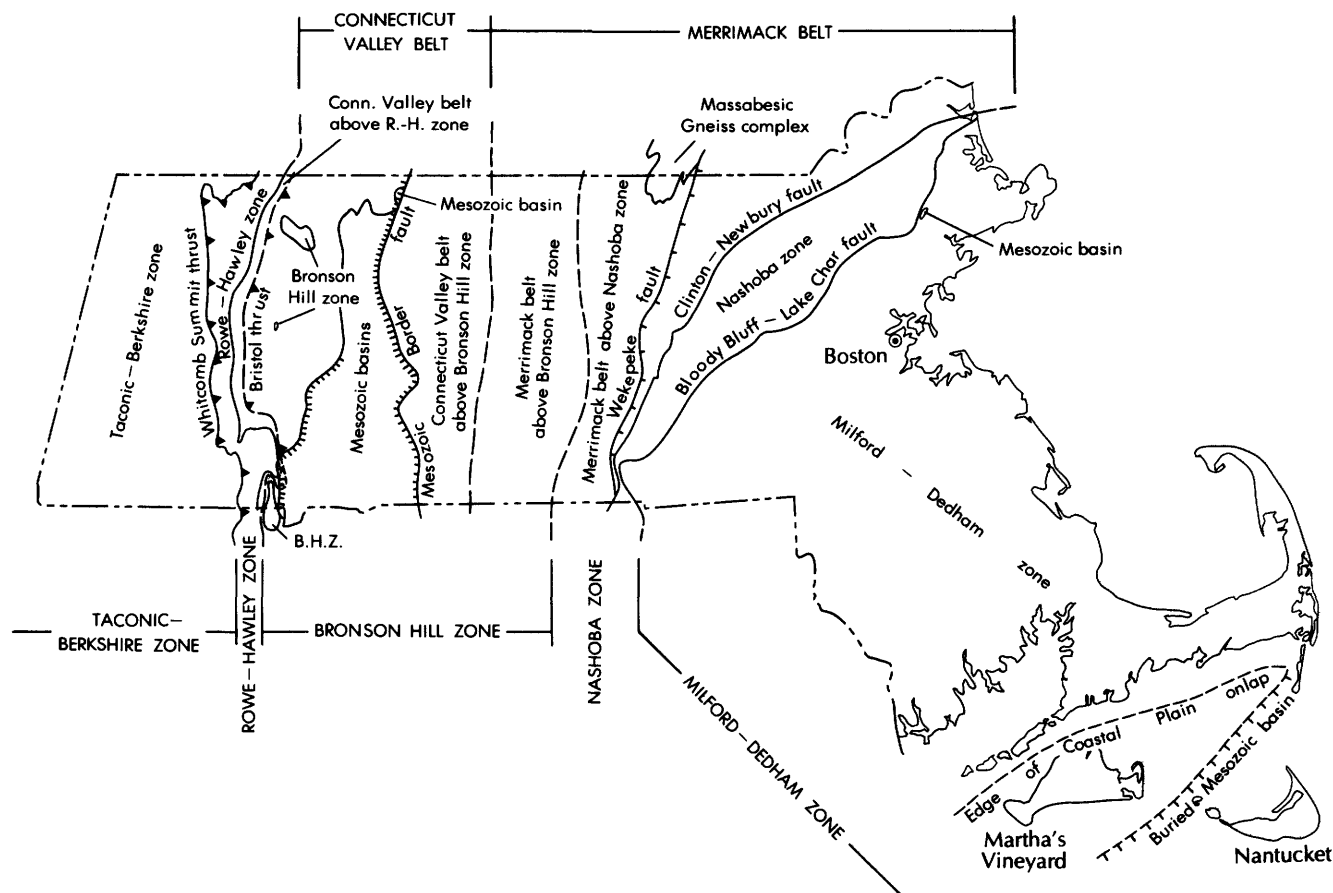 CONNECTICUT
VALLEY BELT
MERRIMACK BELT
Conn. Valley belt
above R.-H. zone
Massabesic
Gneiss complex
Mesozoic basin
Mesozoic basin
Taconic–Berkshire zone
Whitcomb Summit thrust
Rowe–Hawley zone
Bristol thrust
Bronson
Hill zone
Mesozoic basins
Mesozoic Border fault
Connecticut Valley belt
above Bronson Hill zone
Merrimack belt
above Bronson Hill zone
Merrimack belt above Nashoba zone
Wekepeke fault
Clinton–Newbury fault
Nashoba zone
Bloody Bluff–Lake Char fault
Boston
Milford–Dedham zone
B.H.Z.
TACONIC–
BERKSHIRE ZONE
ROWE–HAWLEY ZONE
BRONSON HILL ZONE
NASHOBA ZONE
MILFORD–DEDHAM ZONE
Edge of Coastal Plain onlap
Buried Mesozoic basin
Martha's
Vineyard
Nantucket